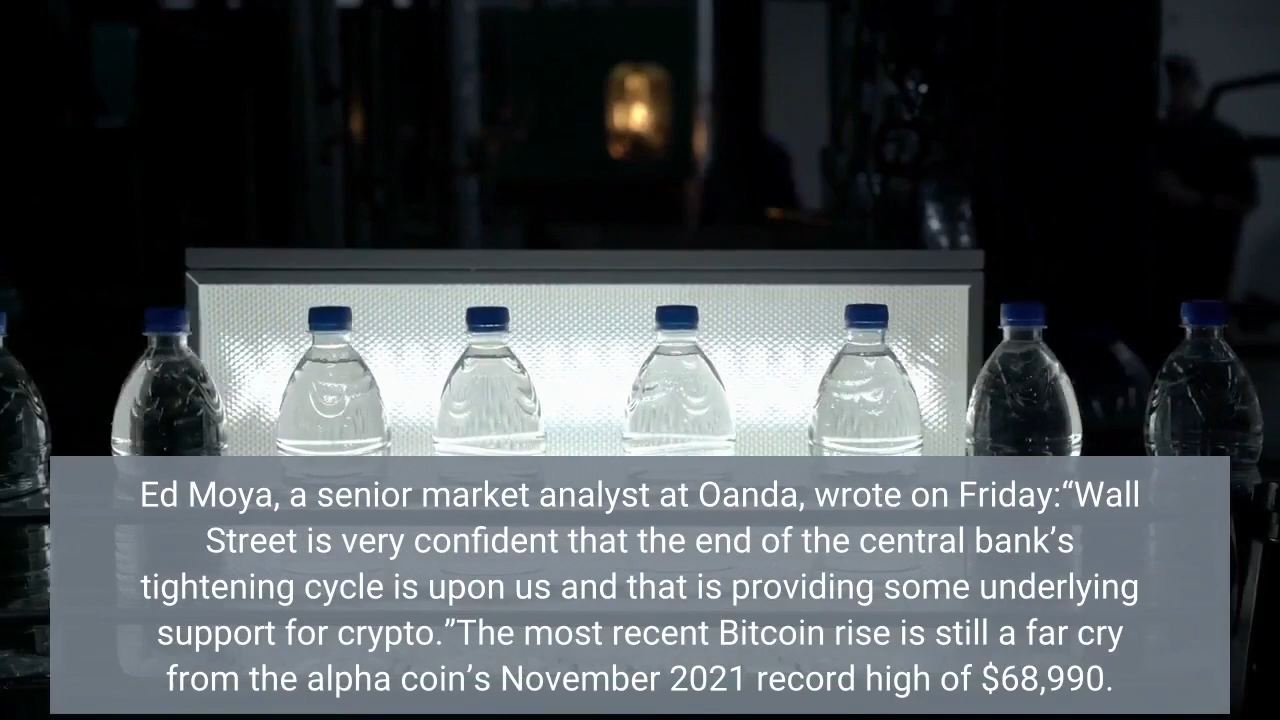 Ed Moya, a senior market analyst at Oanda, wrote on Friday:“Wall
Street is very confident that the end of the central bank’s
tightening cycle is upon us and that is providing some underlying
support for crypto.”The most recent Bitcoin rise is still a far cry
from the alpha coin’s November 2021 record high of $68,990.